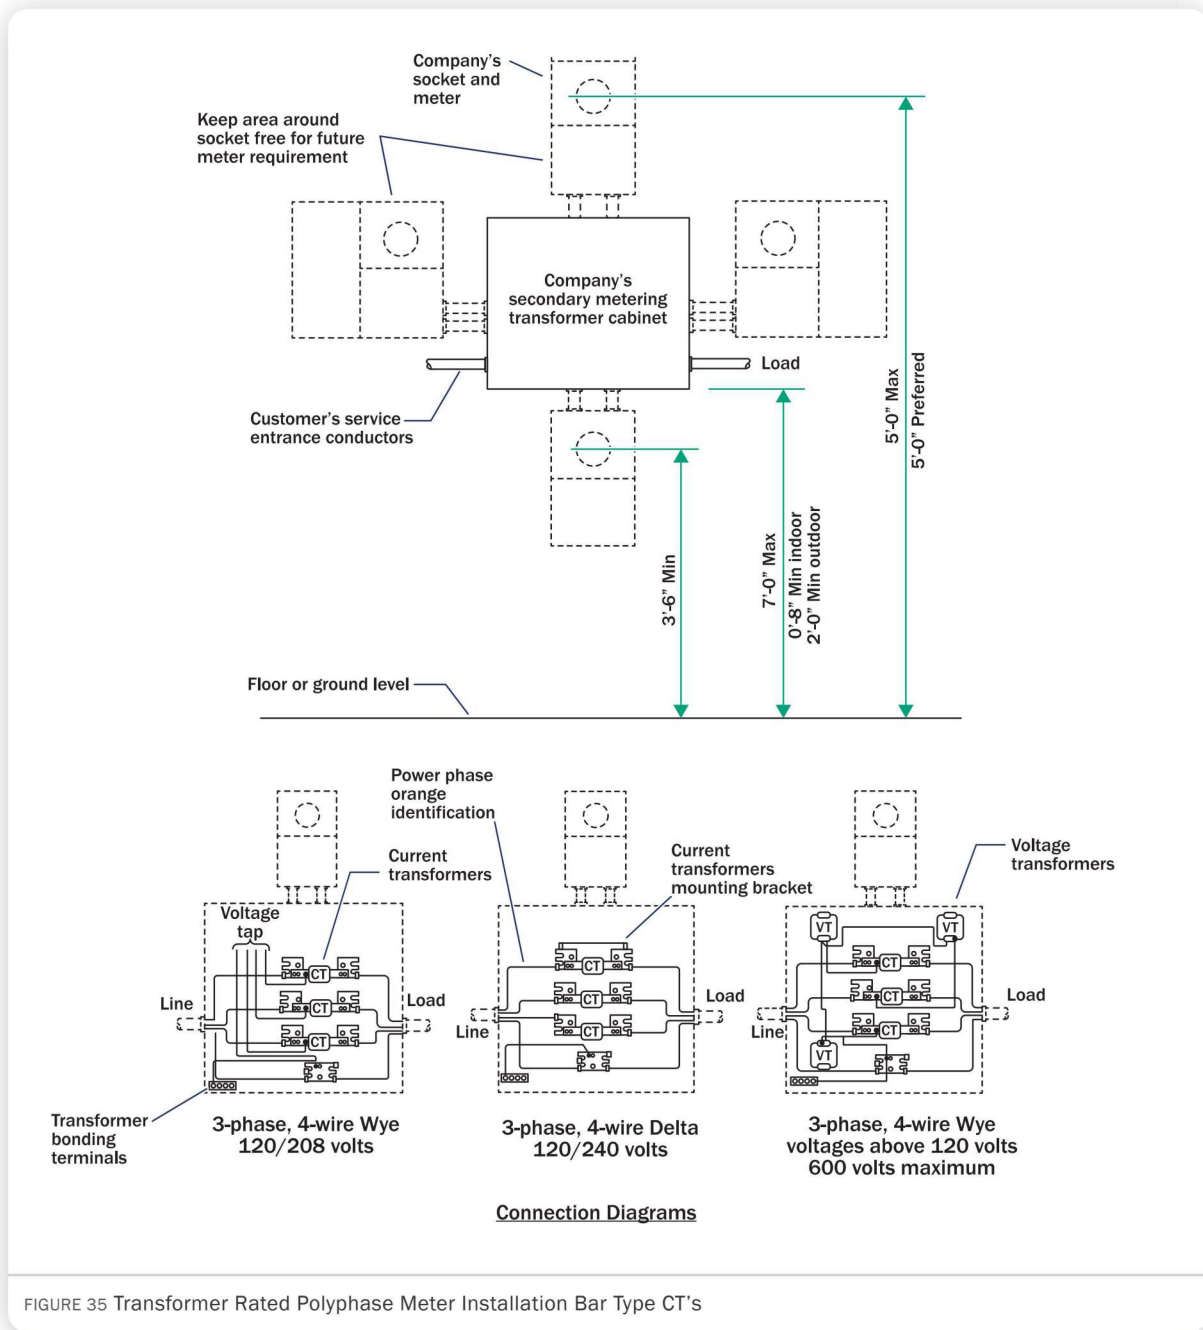 Company's
socket and
meter
Keep area around
socket free for future
meter requirement
Company's
secondary metering
transformer cabinet
Load
Customer's service
entrance conductors
5'-0" Max
5'-0" Preferred
7'-0" Max
0'-8" Min indoor
2'-0" Min outdoor
3'-6" Min
Floor or ground level
Power phase
orange
identification
Current
transformers
Current
transformers
mounting bracket
Voltage
transformers
Voltage
tap
CT
CT
CT
Line
Load
CT
CT
CT
Line
Load
VT
VT
CT
CT
CT
VT
Line
Load
Transformer
bonding
terminals
3-phase, 4-wire Wye
120/208 volts
3-phase, 4-wire Delta
120/240 volts
3-phase, 4-wire Wye
voltages above 120 volts
600 volts maximum
Connection Diagrams
FIGURE 35 Transformer Rated Polyphase Meter Installation Bar Type CT's